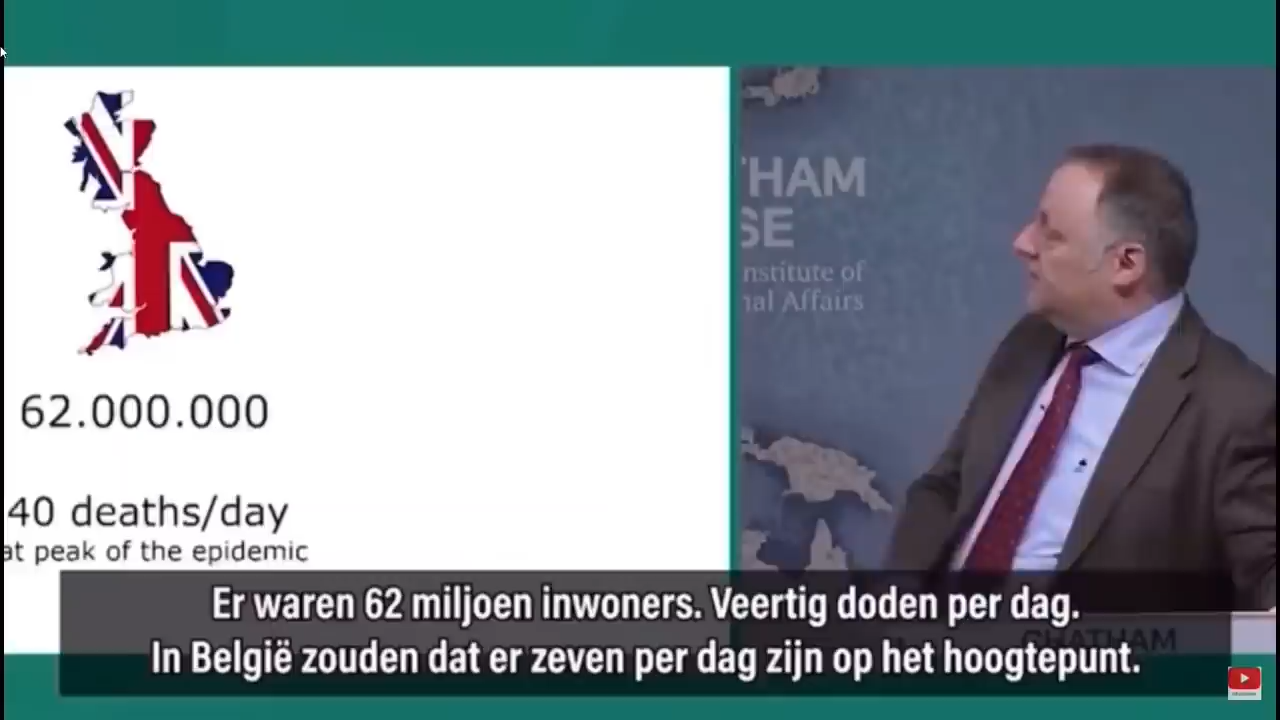 THAM
SE
nstitute of
nal Affairs
62.000.000
40 deaths/day
at peak of the epidemic
Er waren 62 miljoen inwoners. Veertig doden per dag.
In België zouden dat er zeven per dag zijn op het hoogtepunt.
CHATHAM